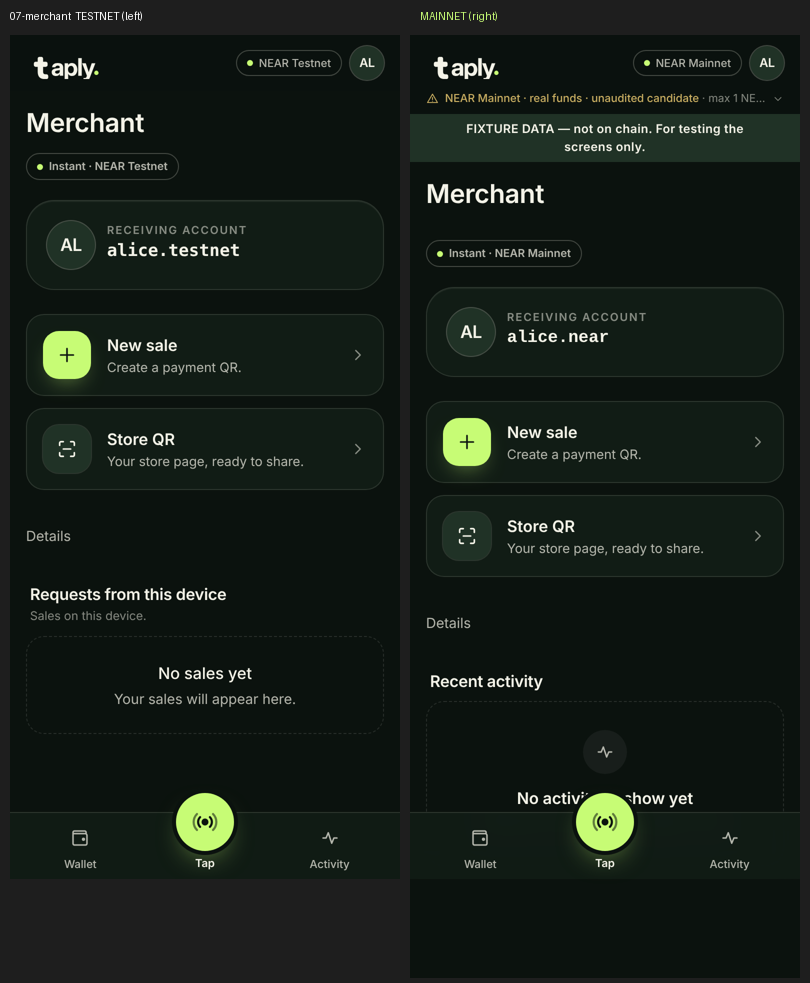 07-merchant TESTNET (left)
taply.
NEAR Testnet
AL
Merchant
Instant · NEAR Testnet
AL
RECEIVING ACCOUNT
alice.testnet
New sale
Create a payment QR.
Store QR
Your store page, ready to share.
Details
Requests from this device
Sales on this device.
No sales yet
Your sales will appear here.
Wallet
Tap
Activity
MAINNET (right)
taply.
NEAR Mainnet
AL
NEAR Mainnet · real funds · unaudited candidate · max 1 NE...
FIXTURE DATA — not on chain. For testing the
screens only.
Merchant
Instant · NEAR Mainnet
AL
RECEIVING ACCOUNT
alice.near
New sale
Create a payment QR.
Store QR
Your store page, ready to share.
Details
Recent activity
No activi show yet
Wallet
Tap
Activity